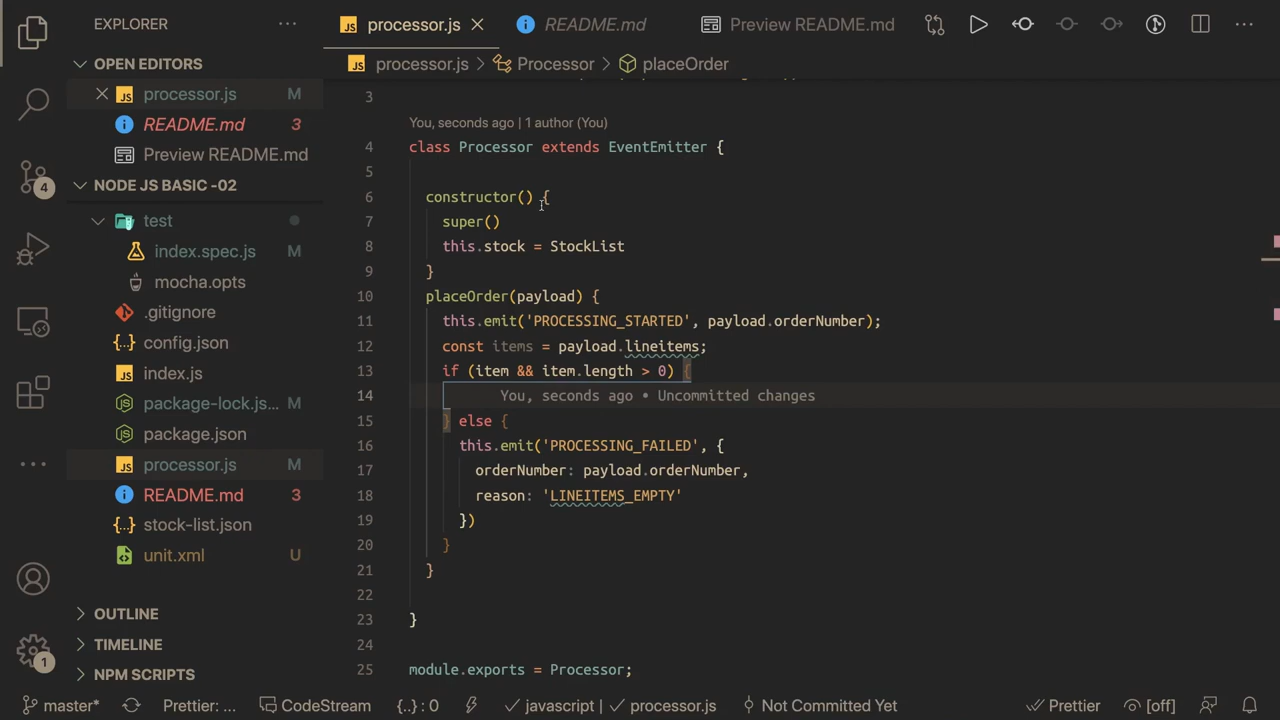 EXPLORER
OPEN EDITORS
processor.js M
README.md 3
Preview README.md
NODE JS BASIC -02
test
index.spec.js M
mocha.opts
.gitignore
config.json
index.js
package-lock.js... M
package.json
processor.js M
README.md 3
stock-list.json
unit.xml U
OUTLINE
TIMELINE
NPM SCRIPTS
4
1
processor.js README.md Preview README.md
processor.js > Processor > placeOrder
3
You, seconds ago | 1 author (You)
4 class Processor extends EventEmitter {
5
6 constructor() {
7 super()
8 this.stock = StockList
9 }
10 placeOrder(payload) {
11 this.emit('PROCESSING_STARTED', payload.orderNumber);
12 const items = payload.lineitems;
13 if (item && item.length > 0) {
14 You, seconds ago • Uncommitted changes
15 } else {
16 this.emit('PROCESSING_FAILED', {
17 orderNumber: payload.orderNumber,
18 reason: 'LINEITEMS_EMPTY'
19 })
20 }
21 }
22
23 }
24
25 module.exports = Processor;
master* Prettier: ... CodeStream {..} : 0 javascript | processor.js Not Committed Yet Prettier [off]